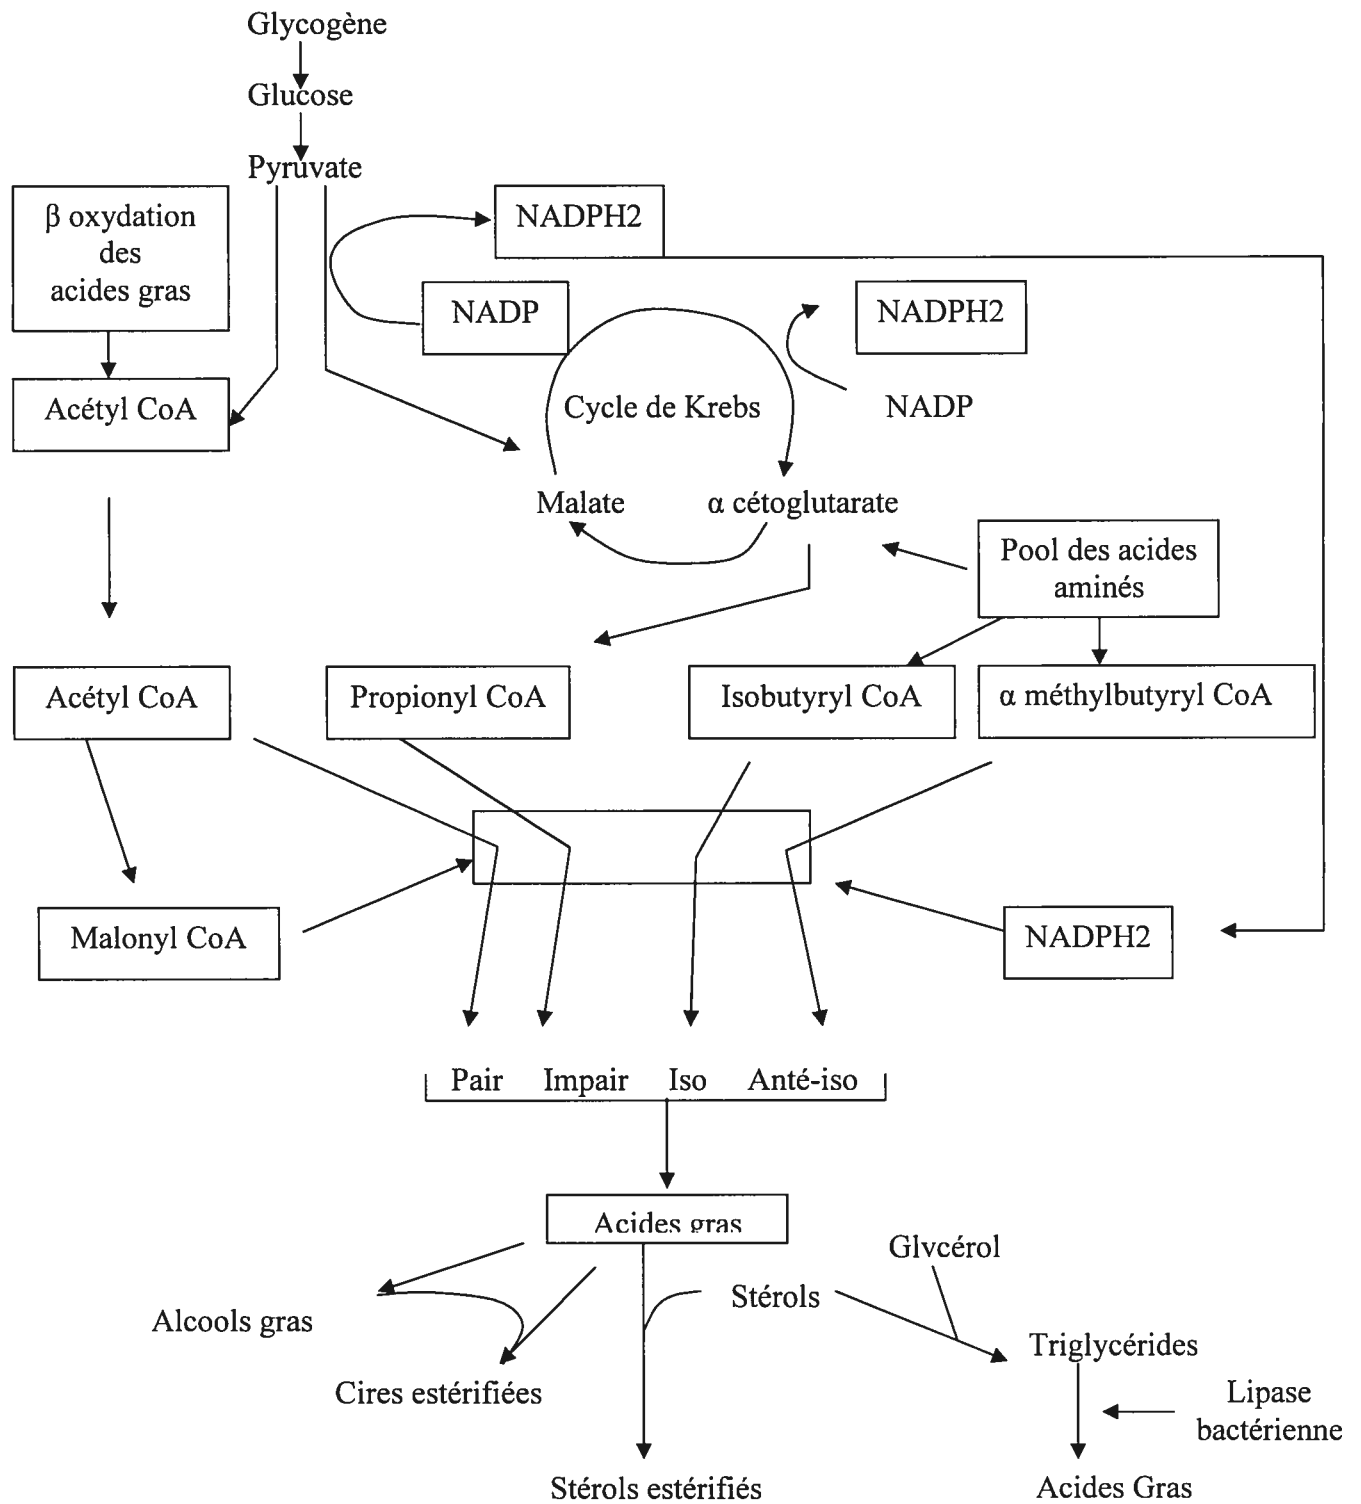 Glycogène
Glucose
Pyruvate
β oxydation
des
acides gras
NADPH2
NADP
NADPH2
Acétyl CoA
Cycle de Krebs
NADP
Malate
α cétoglutarate
Pool des acides
aminés
Acétyl CoA
Propionyl CoA
Isobutyryl CoA
α méthylbutyryl CoA
Malonyl CoA
NADPH2
Pair
Impair
Iso
Anté-iso
Acides gras
Glycérol
Stérols
Alcools gras
Triglycérides
Cires estérifiées
Lipase
bactérienne
Stérols estérifiés
Acides Gras